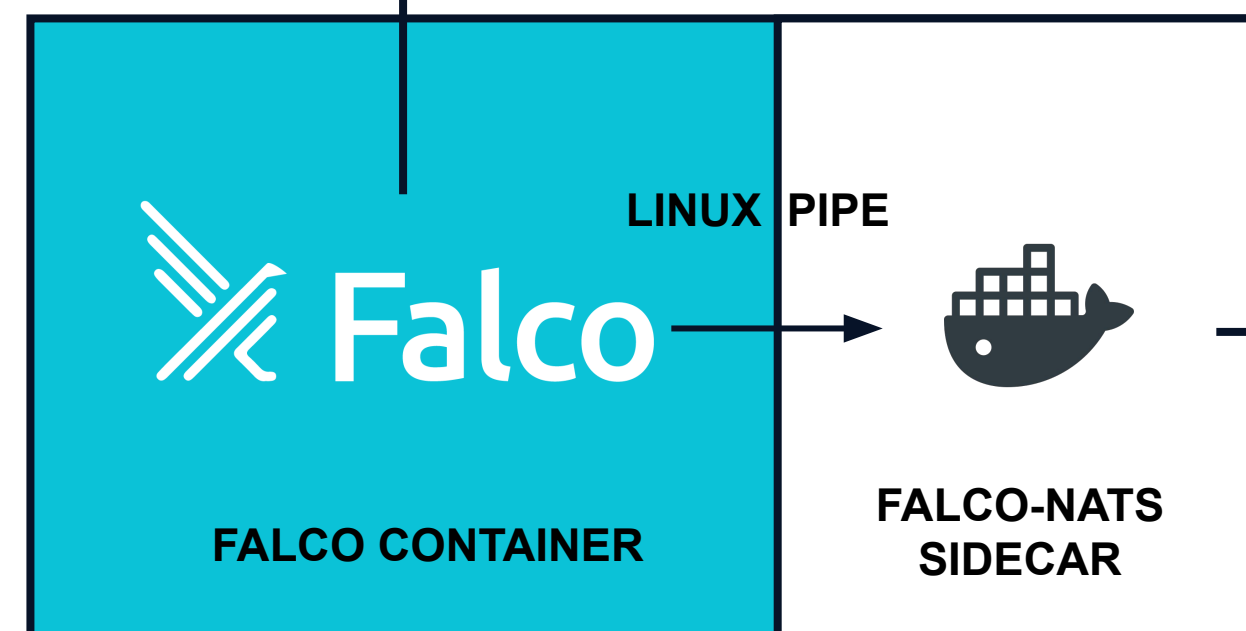 LINUX PIPE
Falco
FALCO CONTAINER
FALCO-NATS
SIDECAR